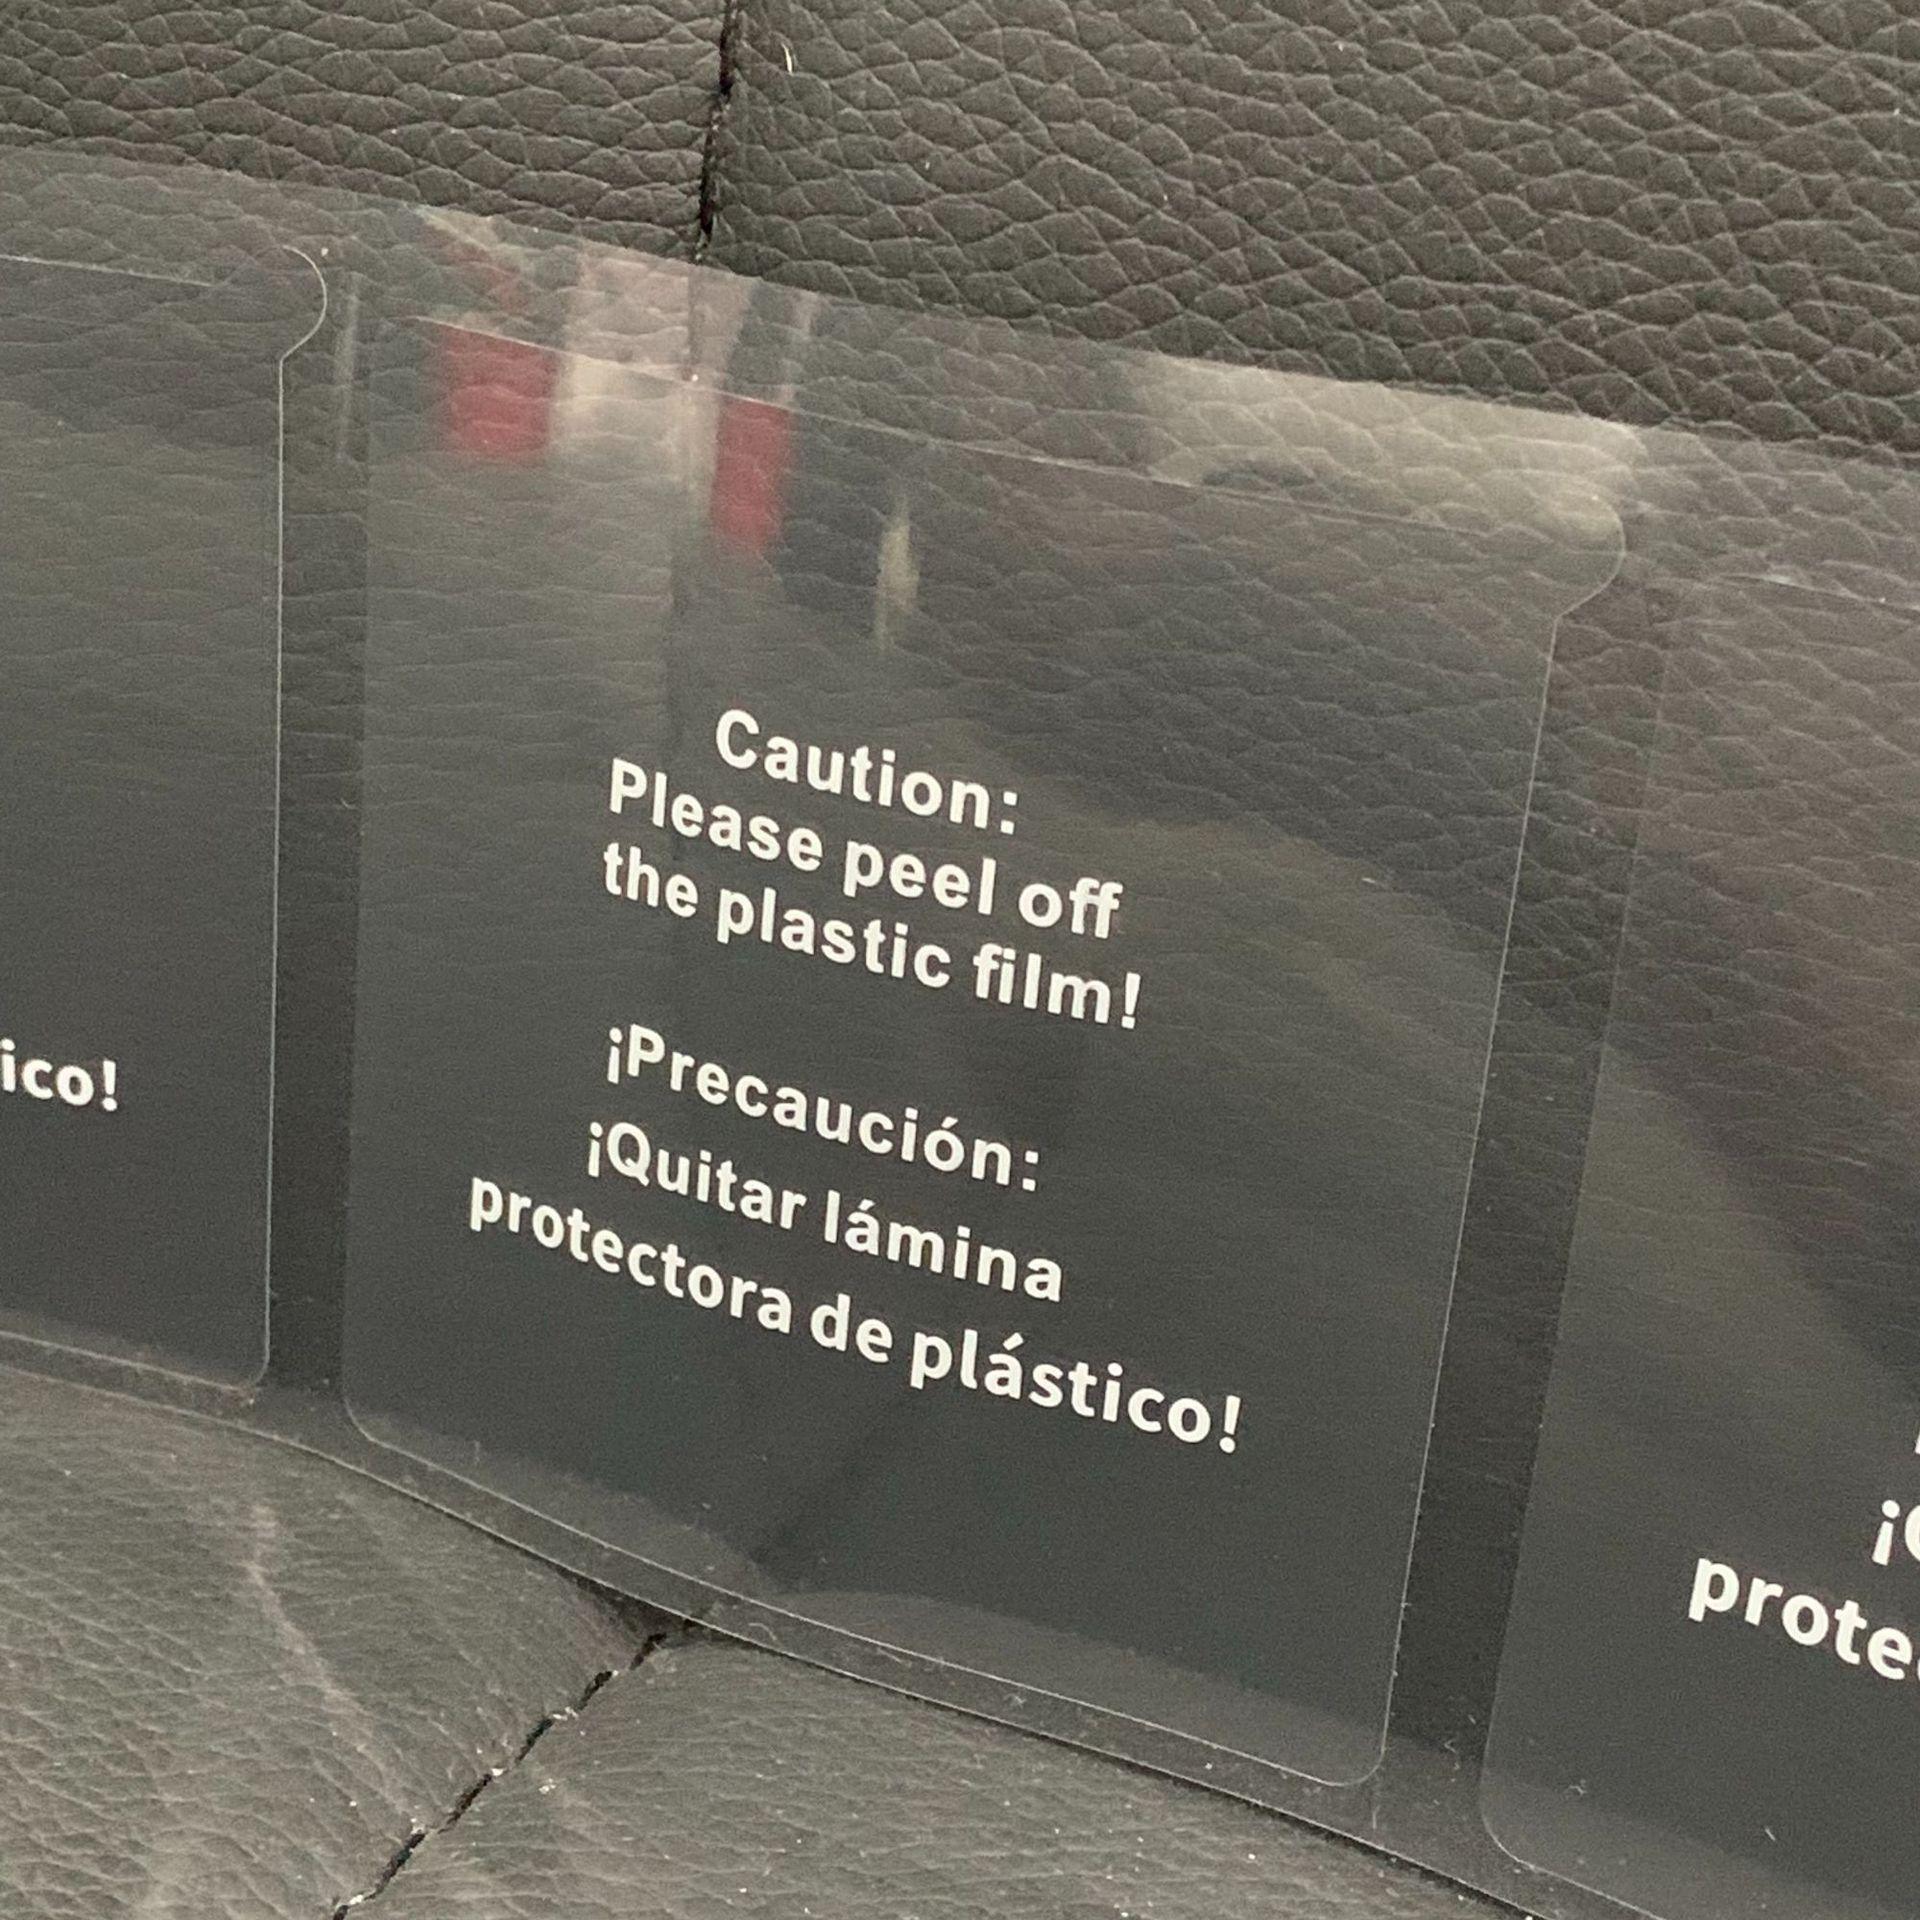 Caution:
Please peel off
the plastic film!
¡Precaución:
¡Quitar lámina
protectora de plástico!
ico!
prote